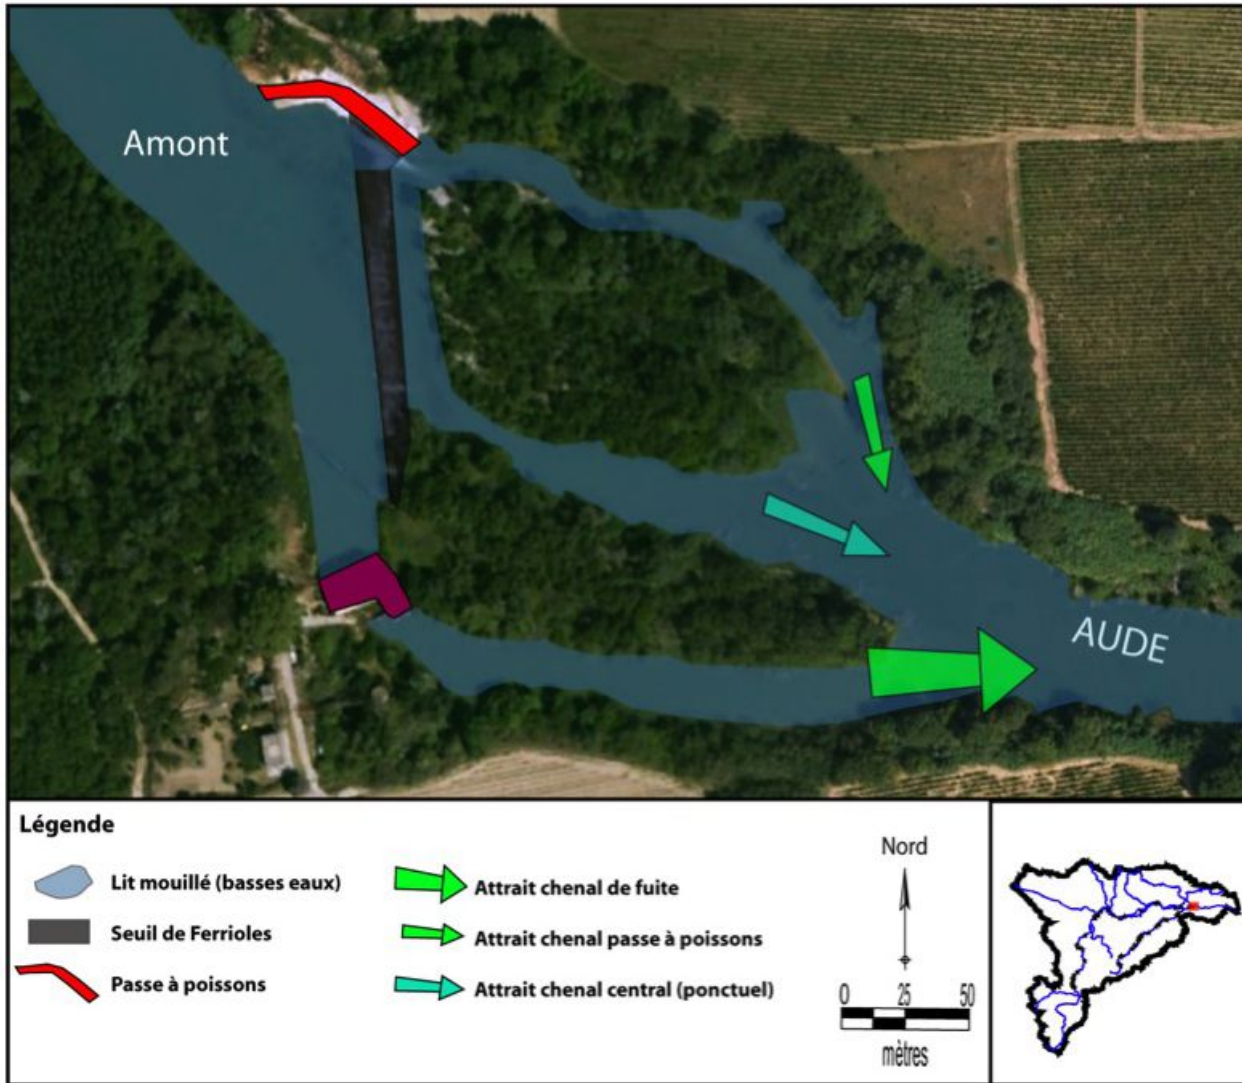 Amont
AUDE
Légende
Lit mouillé (basses eaux)
Seuil de Ferrioles
Passe à poissons
Attrait chenal de fuite
Attrait chenal passe à poissons
Attrait chenal central (ponctuel)
Nord
0 25 50
mètres